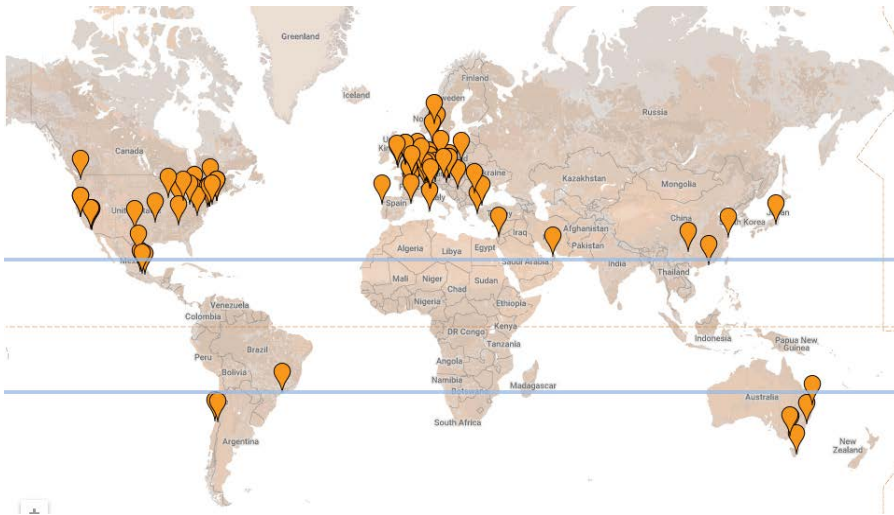 Greenland
Iceland
Finland
Sweden
Russia
Canada
Kazakhstan
Mongolia
Spain
China
Afghanistan
Iraq
Pakistan
Algeria
Libya
Egypt
Saudi Arabia
India
Thailand
Mali
Niger
Sudan
Chad
Nigeria
Ethiopia
Venezuela
Colombia
DR Congo
Kenya
Tanzania
Indonesia
Papua New
Guinea
Peru
Brazil
Bolivia
Angola
Namibia
Botswana
Madagascar
Australia
South Africa
Argentina
New
Zealand
+